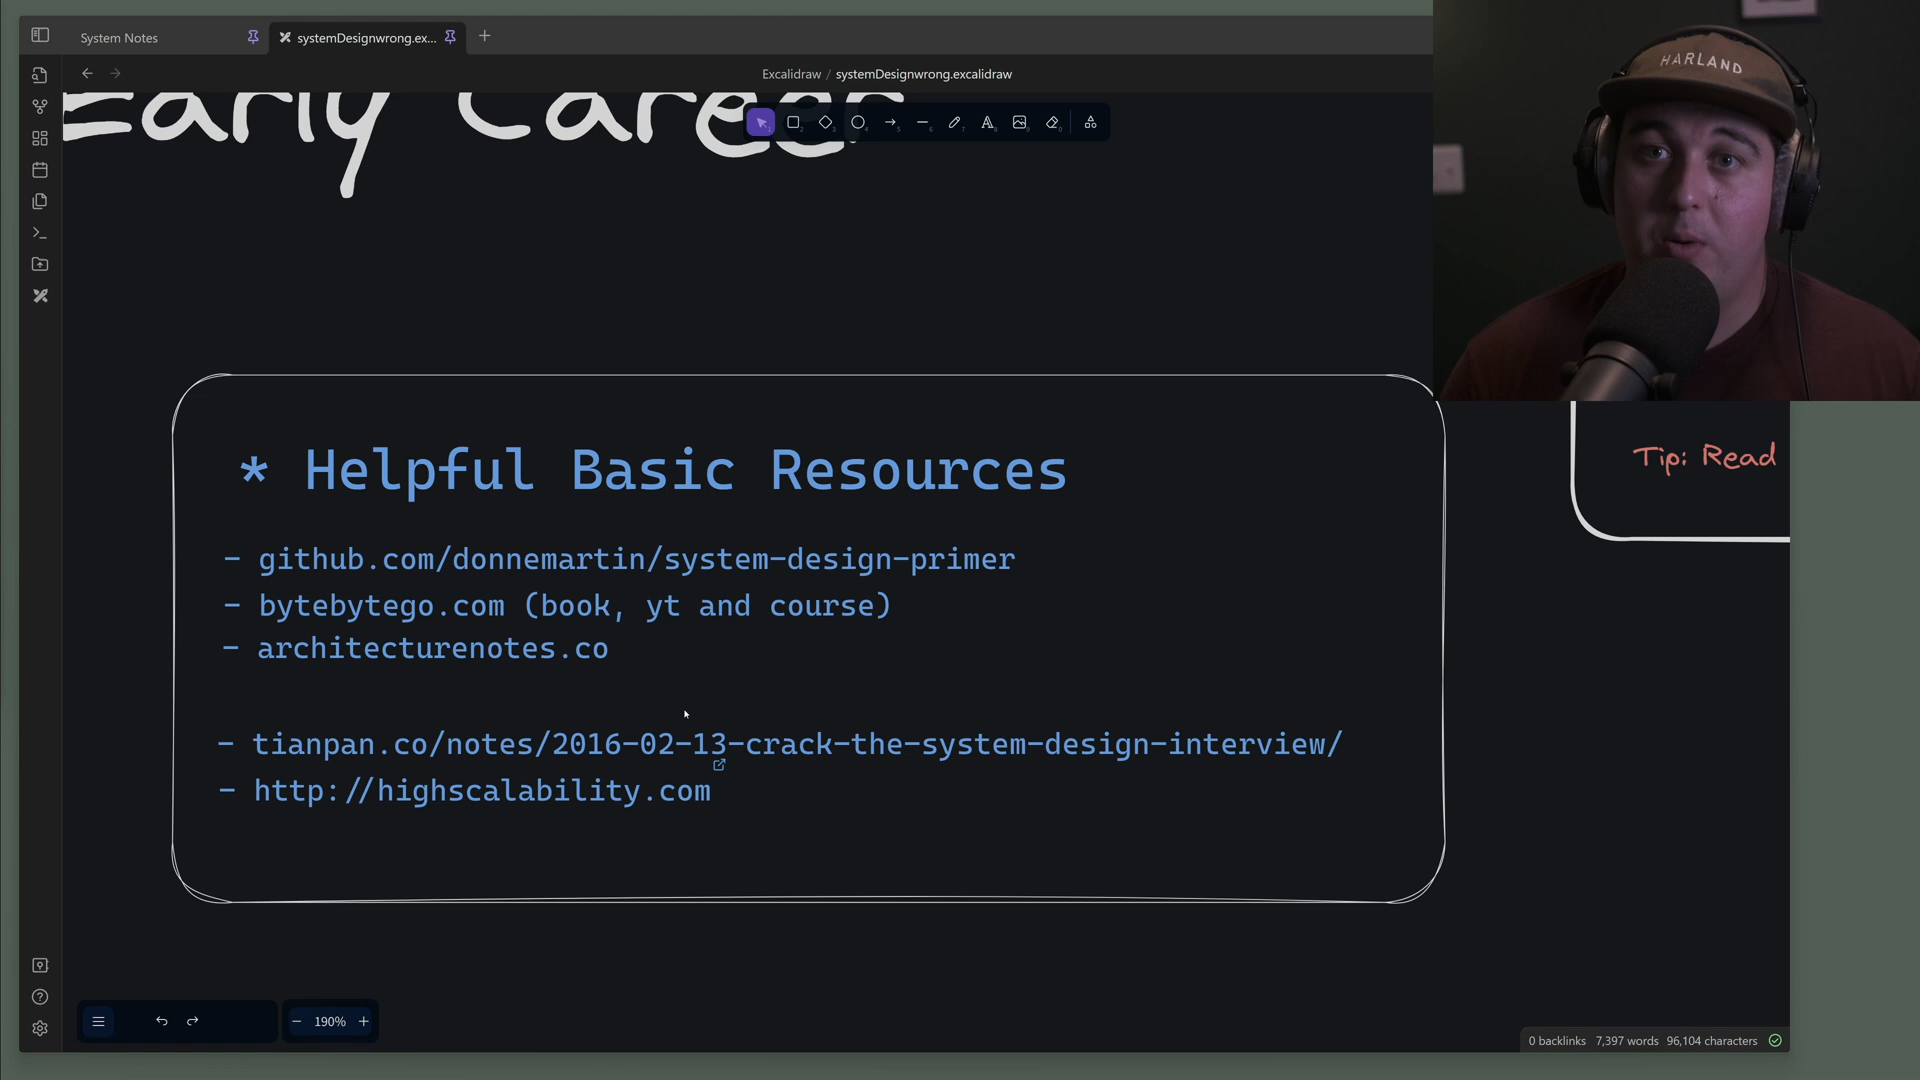 System Notes
systemDesignwrong.ex...
Excalidraw / systemDesignwrong.excalidraw
HARLAND
Early Career
* Helpful Basic Resources
Tip: Read
- github.com/donnemartin/system-design-primer
- bytebytego.com (book, yt and course)
- architecturenotes.co
- tianpan.co/notes/2016-02-13-crack-the-system-design-interview/
- http://highscalability.com
190%
0 backlinks 7,397 words 96,104 characters